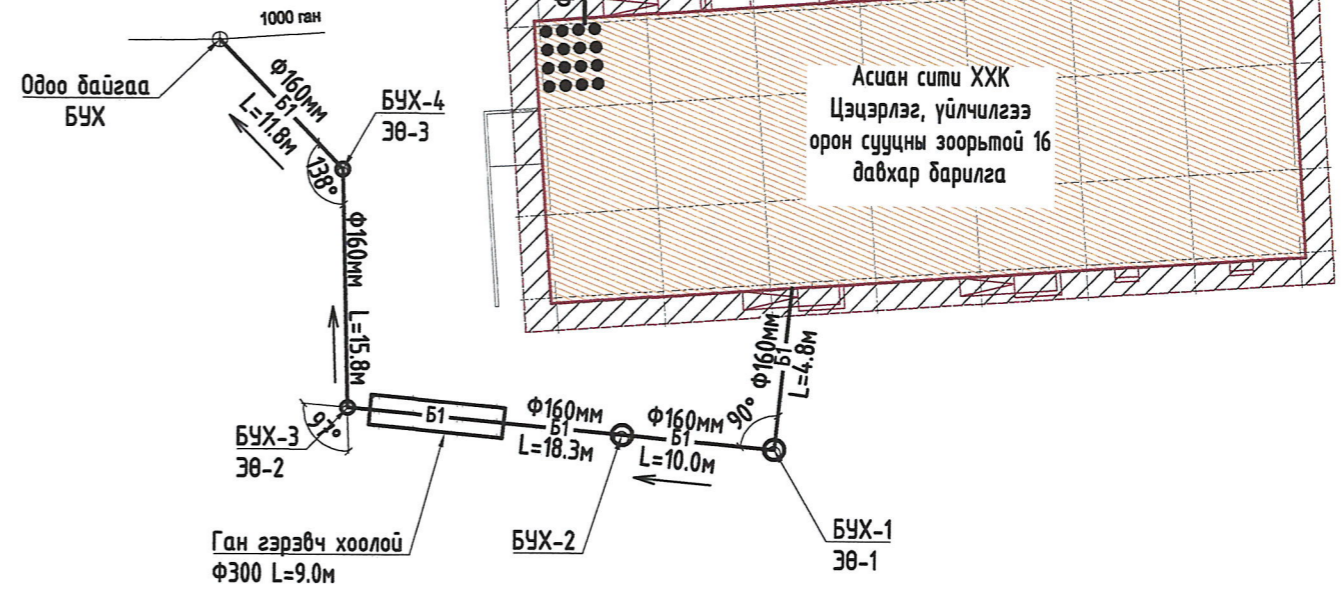 1000 ган
Одоо байгаа
БУХ
Ф160мм
Б1
L=11.8м
БУХ-4
ЭӨ-3
138°
Ф160мм
L=15.8м
Асиан сити ХХК
Цэцэрлэг, үйлчилгээ
орон сууцны зоорьтой 16
давхар барилга
Ф160мм
Б1
L=4.8м
90°
Б1
Ф160мм
Б1
L=18.3м
Ф160мм
Б1
L=10.0м
97°
БУХ-3
ЭӨ-2
Ган гэрэвч хоолой
Ф300 L=9.0м
БУХ-2
БУХ-1
ЭӨ-1